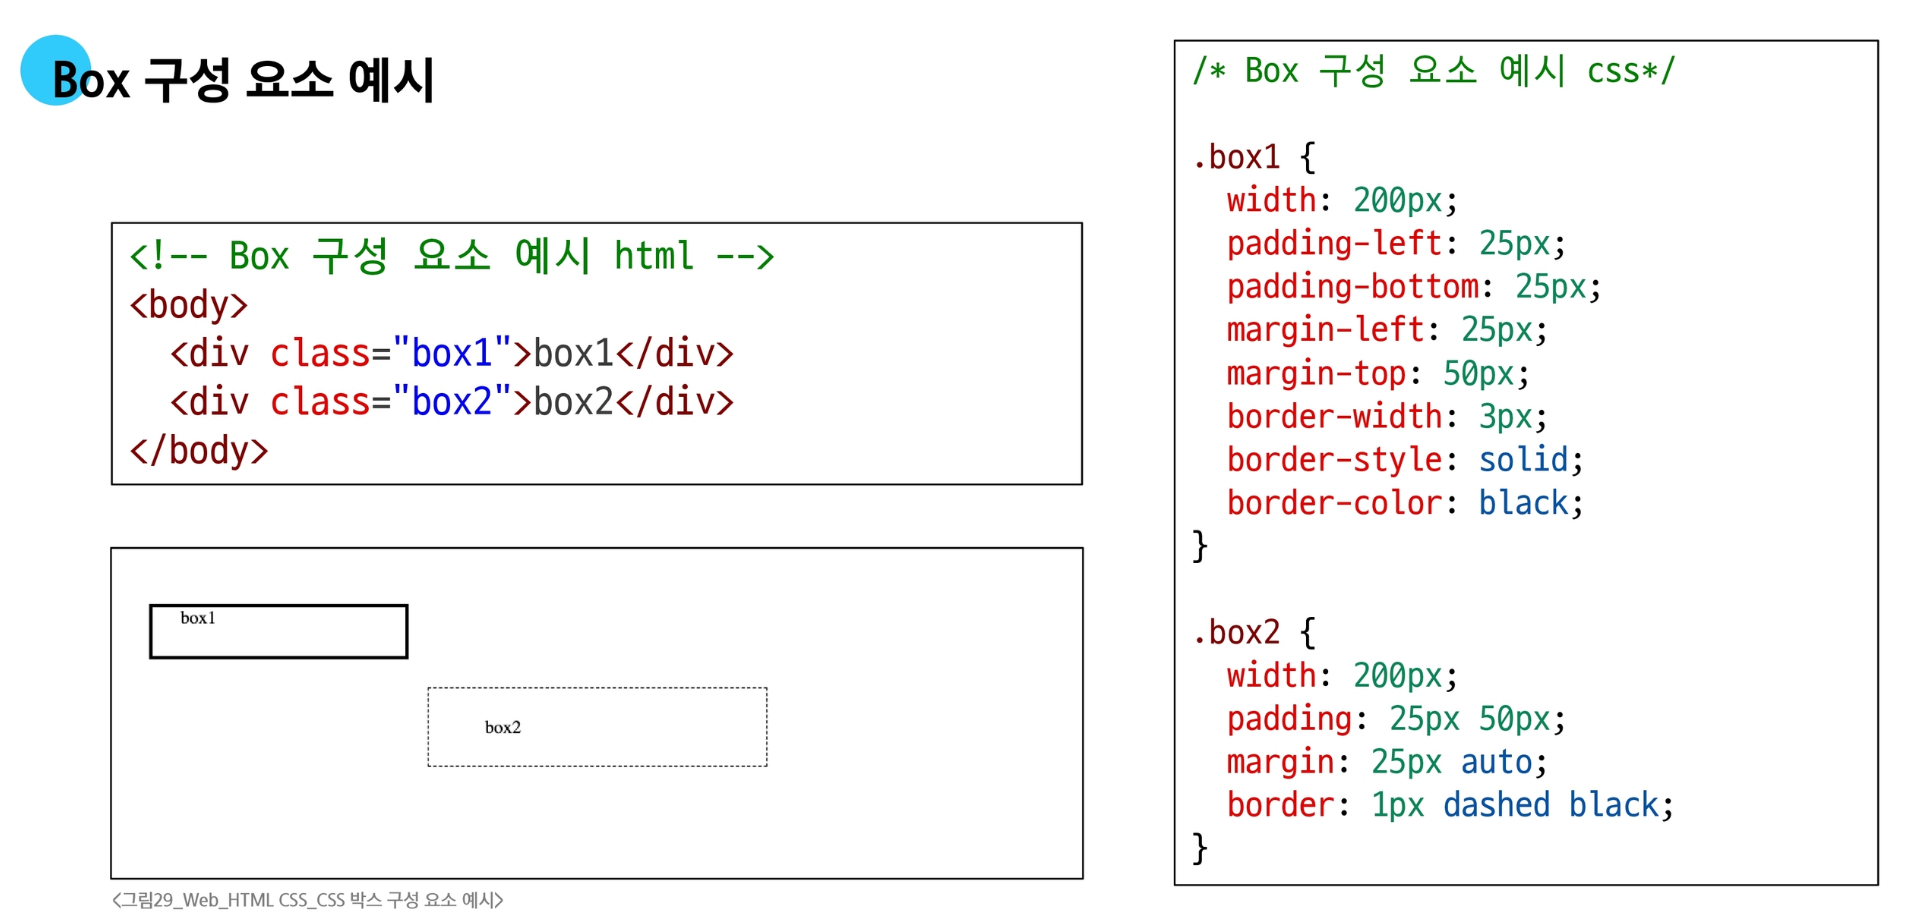 Box 구성 요소 예시
<!-- Box 구성 요소 예시 html -->
<body>
  <div class="box1">box1</div>
  <div class="box2">box2</div>
</body>
box1
box2
<그림29_Web_HTML CSS_CSS 박스 구성 요소 예시>
/* Box 구성 요소 예시 css*/
.box1 {
  width: 200px;
  padding-left: 25px;
  padding-bottom: 25px;
  margin-left: 25px;
  margin-top: 50px;
  border-width: 3px;
  border-style: solid;
  border-color: black;
}
.box2 {
  width: 200px;
  padding: 25px 50px;
  margin: 25px auto;
  border: 1px dashed black;
}